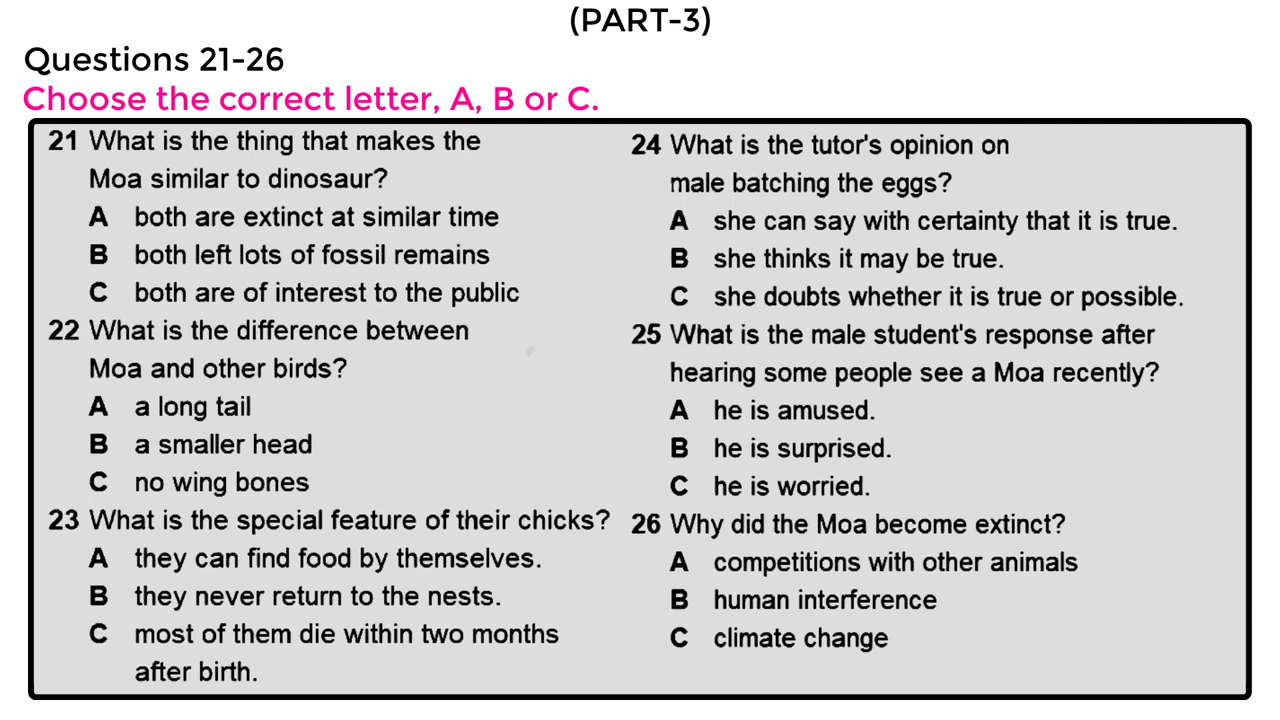 (PART-3)
Questions 21-26
Choose the correct letter, A, B or C.
21 What is the thing that makes the
Moa similar to dinosaur?
A both are extinct at similar time
B both left lots of fossil remains
C both are of interest to the public
22 What is the difference between
Moa and other birds?
A a long tail
B a smaller head
C no wing bones
23 What is the special feature of their chicks?
A they can find food by themselves.
B they never return to the nests.
C most of them die within two months
after birth.
24 What is the tutor's opinion on
male batching the eggs?
A she can say with certainty that it is true.
B she thinks it may be true.
C she doubts whether it is true or possible.
25 What is the male student's response after
hearing some people see a Moa recently?
A he is amused.
B he is surprised.
C he is worried.
26 Why did the Moa become extinct?
A competitions with other animals
B human interference
C climate change